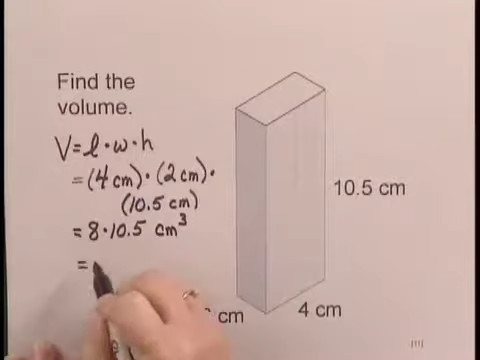 Find the
volume.
V=l·w·h
=(4 cm)·(2 cm)·
(10.5 cm)
=8·10.5 cm³
=
10.5 cm
cm
4 cm